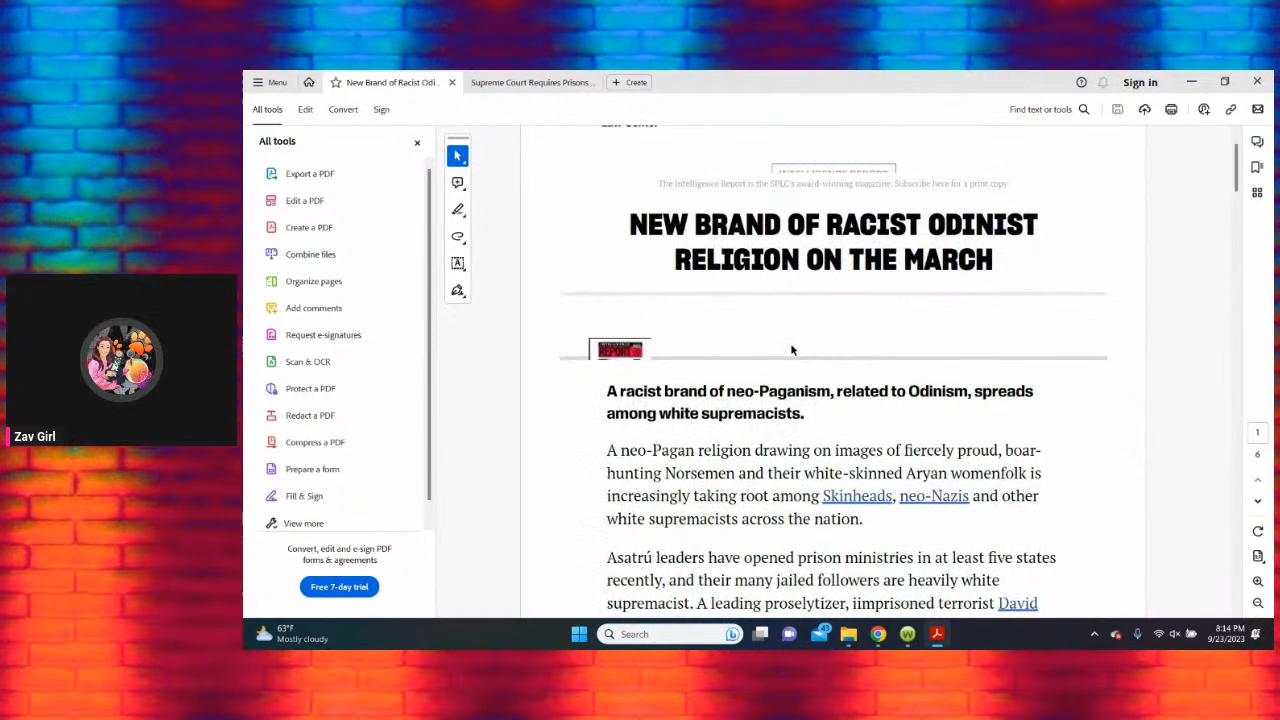 Menu
New Brand of Racist Odi..
Supreme Court Requires Prisons ..
Create
Sign in
All tools
Edit
Convert
Sign
Find text or tools
All tools
Export a PDF
Edit a PDF
Create a PDF
Combine files
Organize pages
Add comments
Request e-signatures
Scan & OCR
Protect a PDF
Redact a PDF
Compress a PDF
Prepare a form
Fill & Sign
View more
Convert, edit and e-sign PDF
forms & agreements.
Free 7-day trial
The Intelligence Report is the SPLC's award-winning magazine. Subscribe here for a print copy.
NEW BRAND OF RACIST ODINIST
RELIGION ON THE MARCH
REPORT
A racist brand of neo-Paganism, related to Odinism, spreads
among white supremacists.
A neo-Pagan religion drawing on images of fiercely proud, boar-
hunting Norsemen and their white-skinned Aryan womenfolk is
increasingly taking root among Skinheads, neo-Nazis and other
white supremacists across the nation.
Asatrú leaders have opened prison ministries in at least five states
recently, and their many jailed followers are heavily white
supremacist. A leading proselytizer, iimprisoned terrorist David
1
6
Zav Girl
63°F
Mostly cloudy
Search
8:14 PM
9/23/2023